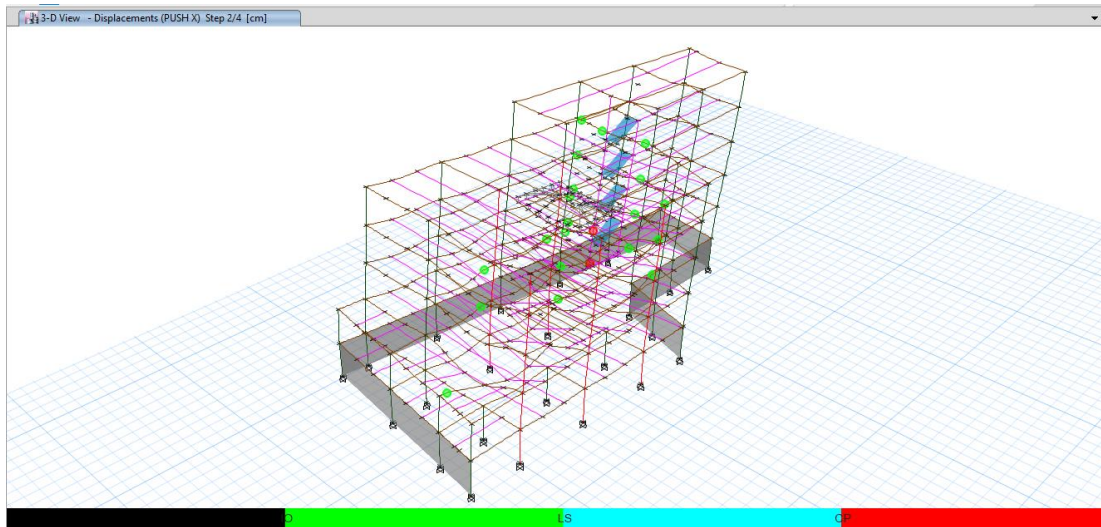 3-D View - Displacements (PUSH X) Step 2/4 [cm]
IO LS CP